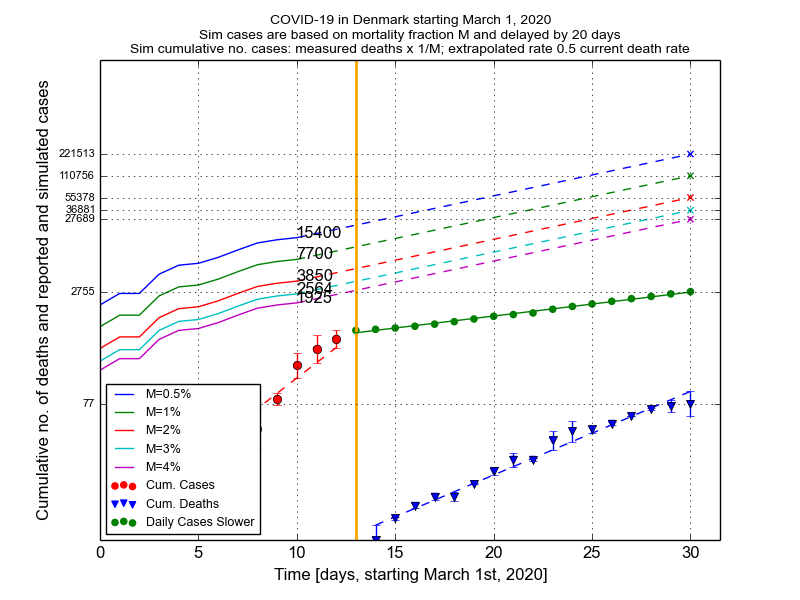 COVID-19 in Denmark starting March 1, 2020
Sim cases are based on mortality fraction M and delayed by 20 days
Sim cumulative no. cases: measured deaths x 1/M; extrapolated rate 0.5 current death rate
Cumulative no. of deaths and reported and simulated cases
221513
110756
55378
36881
27689
2755
77
15400
7700
3850
2564
1925
M=0.5%
M=1%
M=2%
M=3%
M=4%
Cum. Cases
Cum. Deaths
Daily Cases Slower
0 5 10 15 20 25 30
Time [days, starting March 1st, 2020]